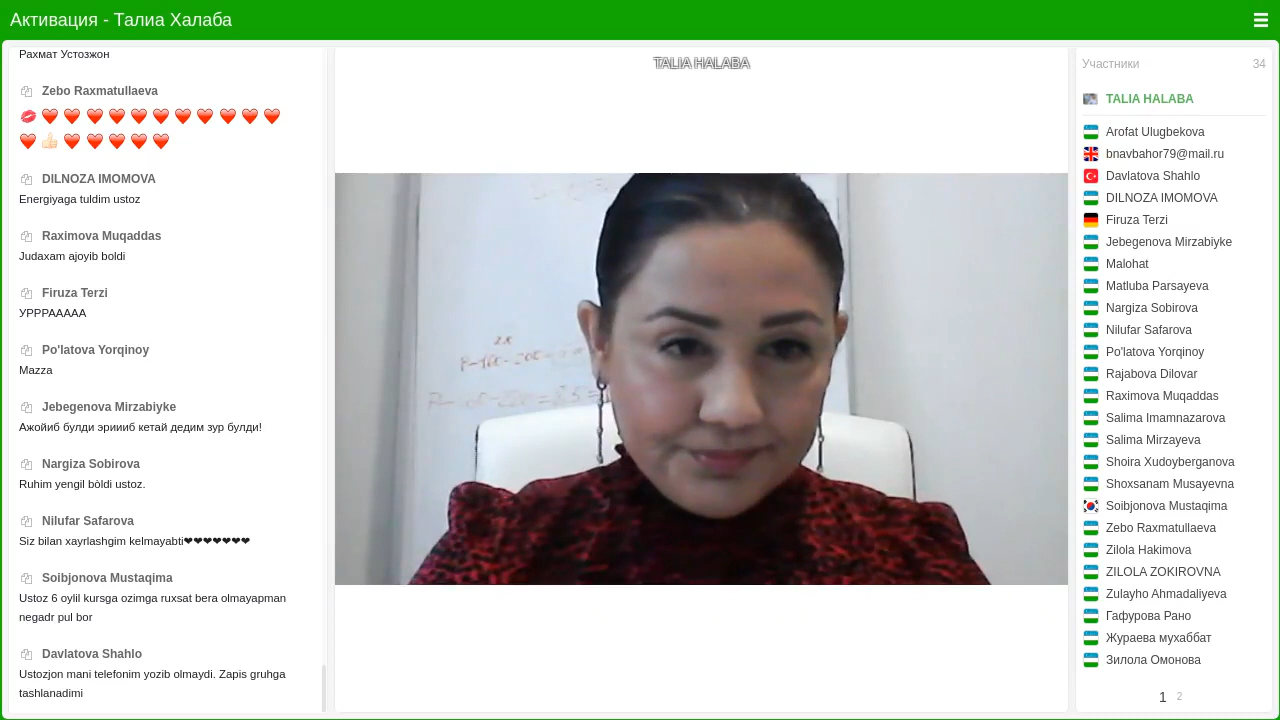 Активация - Талиа Халаба
Рахмат Устозжон
Zebo Raxmatullaeva
DILNOZA IMOMOVA
Energiyaga tuldim ustoz
Raximova Muqaddas
Judaxam ajoyib boldi
Firuza Terzi
УРРРААААА
Po'latova Yorqinoy
Mazza
Jebegenova Mirzabiyke
Ажойиб булди эрииий кетай дедим зур булди!
Nargiza Sobirova
Ruhim yengil bòldi ustoz.
Nilufar Safarova
Siz bilan xayrlashgim kelmayabti❤❤❤❤❤❤❤
Soibjonova Mustaqima
Ustoz 6 oylil kursga ozimga ruxsat bera olmayapman
negadr pul bor
Davlatova Shahlo
Ustozjon mani telefonim yozib olmaydi. Zapis gruhga
tashlanadimi
TALIA HALABA
Участники 34
TALIA HALABA
Arofat Ulugbekova
bnavbahor79@mail.ru
Davlatova Shahlo
DILNOZA IMOMOVA
Firuza Terzi
Jebegenova Mirzabiyke
Malohat
Matluba Parsayeva
Nargiza Sobirova
Nilufar Safarova
Po'latova Yorqinoy
Rajabova Dilovar
Raximova Muqaddas
Salima Imamnazarova
Salima Mirzayeva
Shoira Xudoyberganova
Shoxsanam Musayevna
Soibjonova Mustaqima
Zebo Raxmatullaeva
Zilola Hakimova
ZILOLA ZOKIROVNA
Zulayho Ahmadaliyeva
Гафурова Рано
Жураева мухаббат
Зилола Омонова
1 2